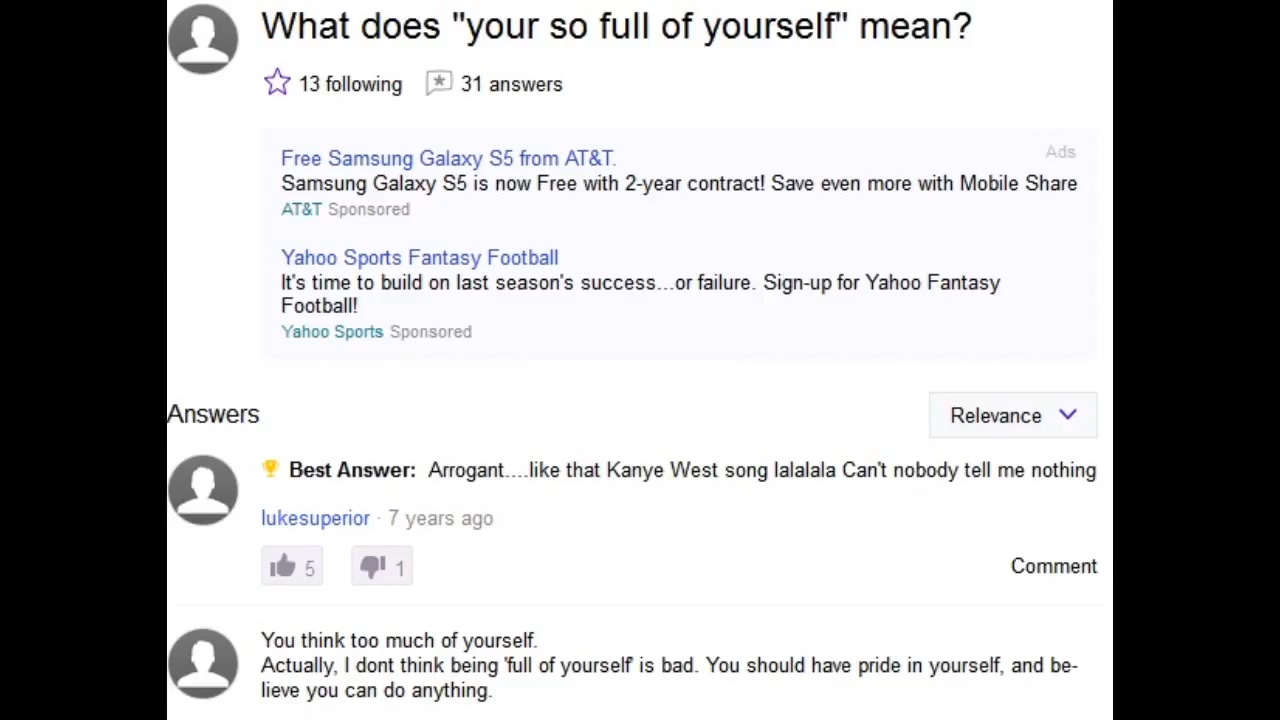 What does "your so full of yourself" mean?
13 following 31 answers
Ads
Free Samsung Galaxy S5 from AT&T.
Samsung Galaxy S5 is now Free with 2-year contract! Save even more with Mobile Share
AT&T Sponsored
Yahoo Sports Fantasy Football
It's time to build on last season's success...or failure. Sign-up for Yahoo Fantasy
Football!
Yahoo Sports Sponsored
Answers
Relevance
Best Answer: Arrogant....like that Kanye West song lalalala Can't nobody tell me nothing
lukesuperior · 7 years ago
5 1
Comment
You think too much of yourself.
Actually, I dont think being 'full of yourself' is bad. You should have pride in yourself, and be-
lieve you can do anything.